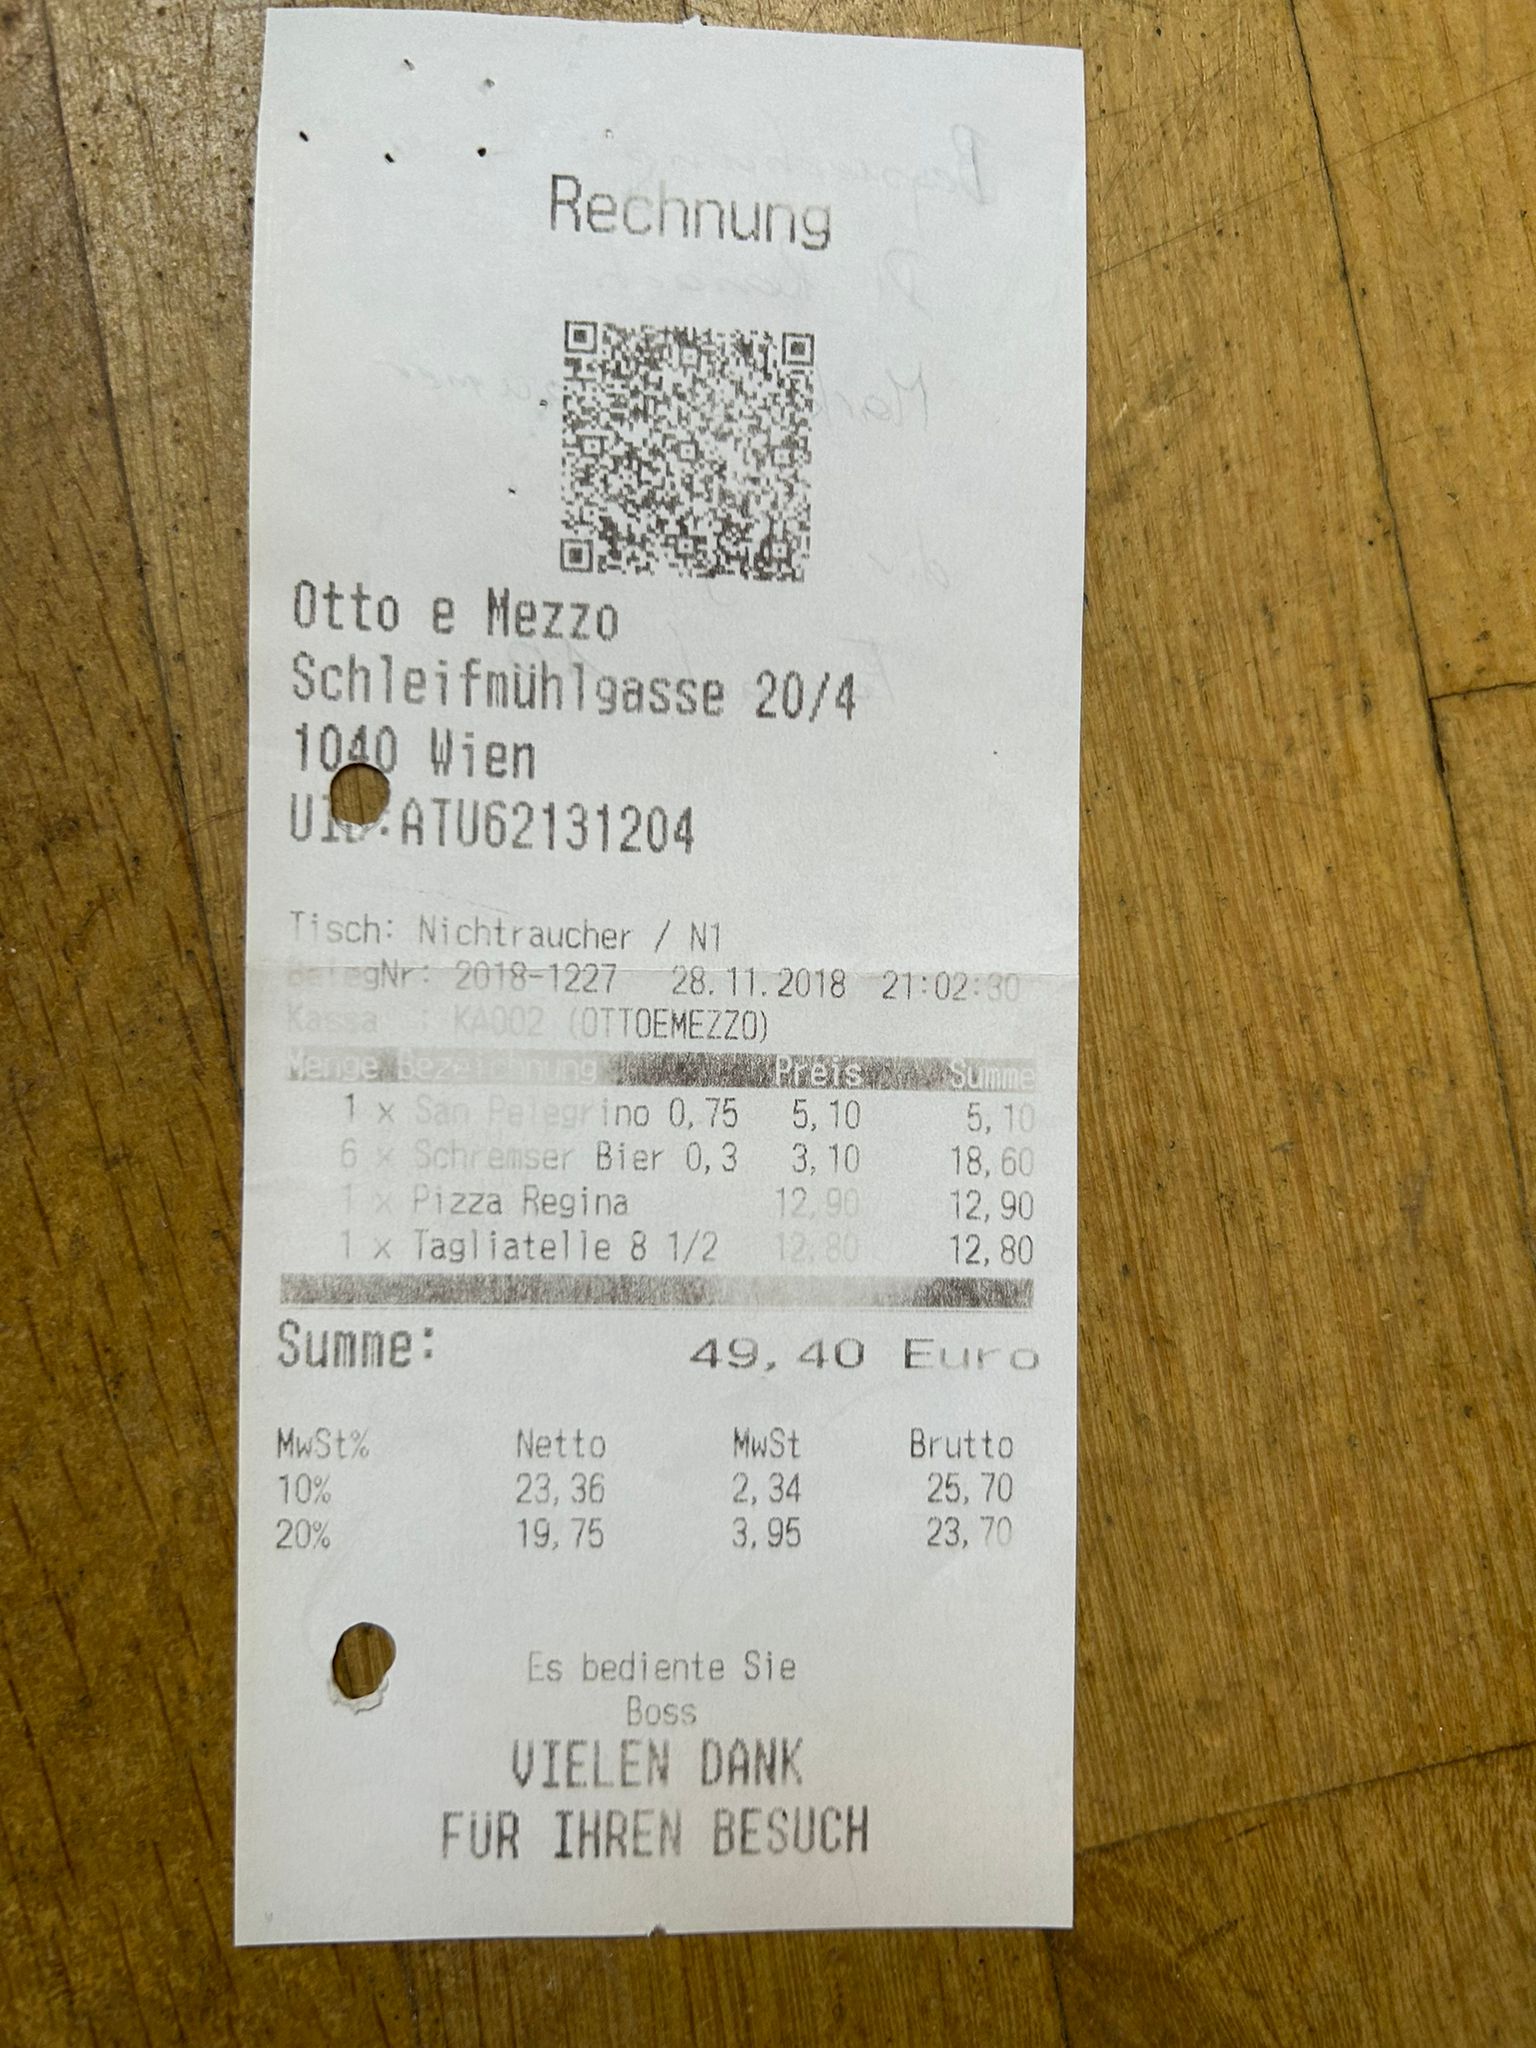 Rechnung
Otto e Mezzo
Schleifmühlgasse 20/4
1040 Wien
UID:ATU62131204
Tisch: Nichtraucher / N1
BelegNr: 2018-1227 28.11.2018 21:02:30
Kassa : KA002 (OTTOEMEZZO)
Menge Bezeichnung Preis Summe
1 x San Pelegrino 0,75 5,10 5,10
6 x Schremser Bier 0,3 3,10 18,60
1 x Pizza Regina 12,90 12,90
1 x Tagliatelle 8 1/2 12,80 12,80
Summe: 49,40 Euro
MwSt% Netto MwSt Brutto
10% 23,36 2,34 25,70
20% 19,75 3,95 23,70
Es bediente Sie
Boss
VIELEN DANK
FÜR IHREN BESUCH